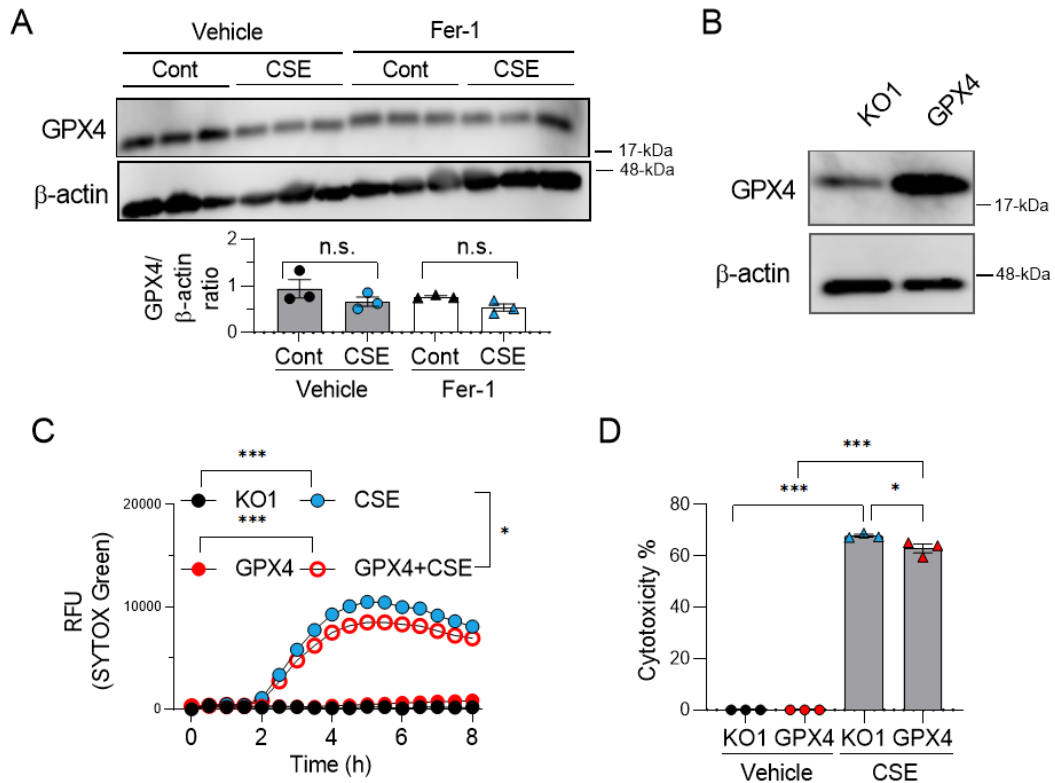 A
Vehicle Fer-1
Cont CSE Cont CSE
GPX4
17-kDa
48-kDa
β-actin
GPX4/
β-actin
ratio
2
1
0
n.s. n.s.
Cont CSE Cont CSE
Vehicle Fer-1
B
KO1 GPX4
GPX4
17-kDa
β-actin
48-kDa
C
***
KO1 CSE
***
*
GPX4 GPX4+CSE
RFU
(SYTOX Green)
20000
10000
0
0 2 4 6 8
Time (h)
D
***
*** *
Cytotoxicity %
80
60
40
20
0
KO1 GPX4 KO1 GPX4
Vehicle CSE